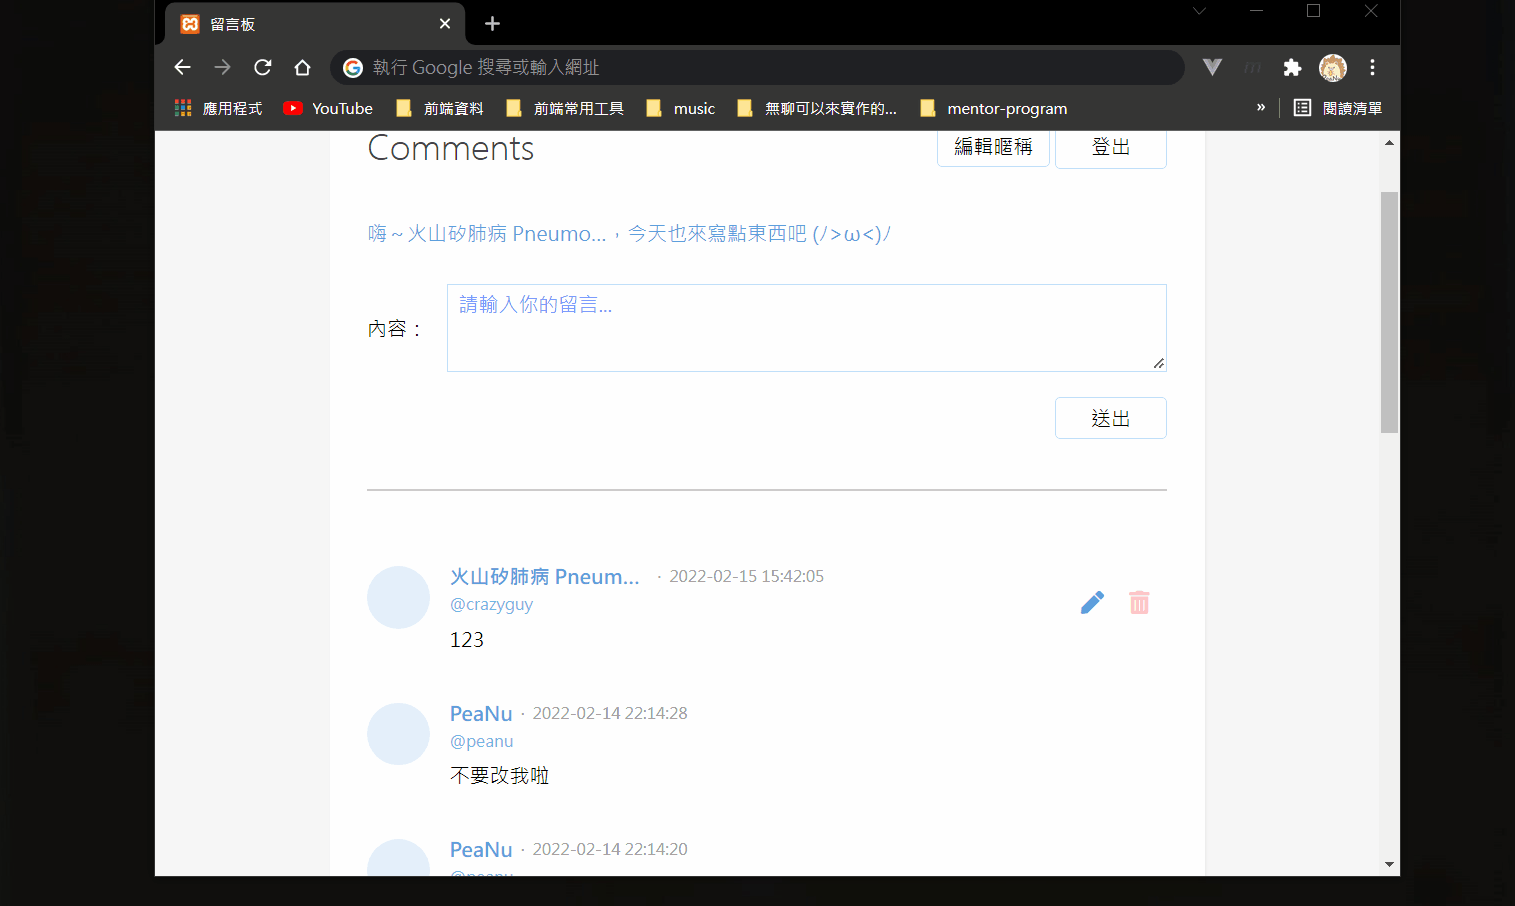 留言板
執行 Google 搜尋或輸入網址
應用程式 YouTube 前端資料 前端常用工具 music 無聊可以來實作的... mentor-program » 閱讀清單
Comments 編輯暱稱 登出
嗨~火山矽肺病 Pneumo...，今天也來寫點東西吧 (/>ω<)/
請輸入你的留言...
內容：
送出
火山矽肺病 Pneum... · 2022-02-15 15:42:05
@crazyguy
123
PeaNu · 2022-02-14 22:14:28
@peanu
不要改我啦
PeaNu · 2022-02-14 22:14:20
@peanu